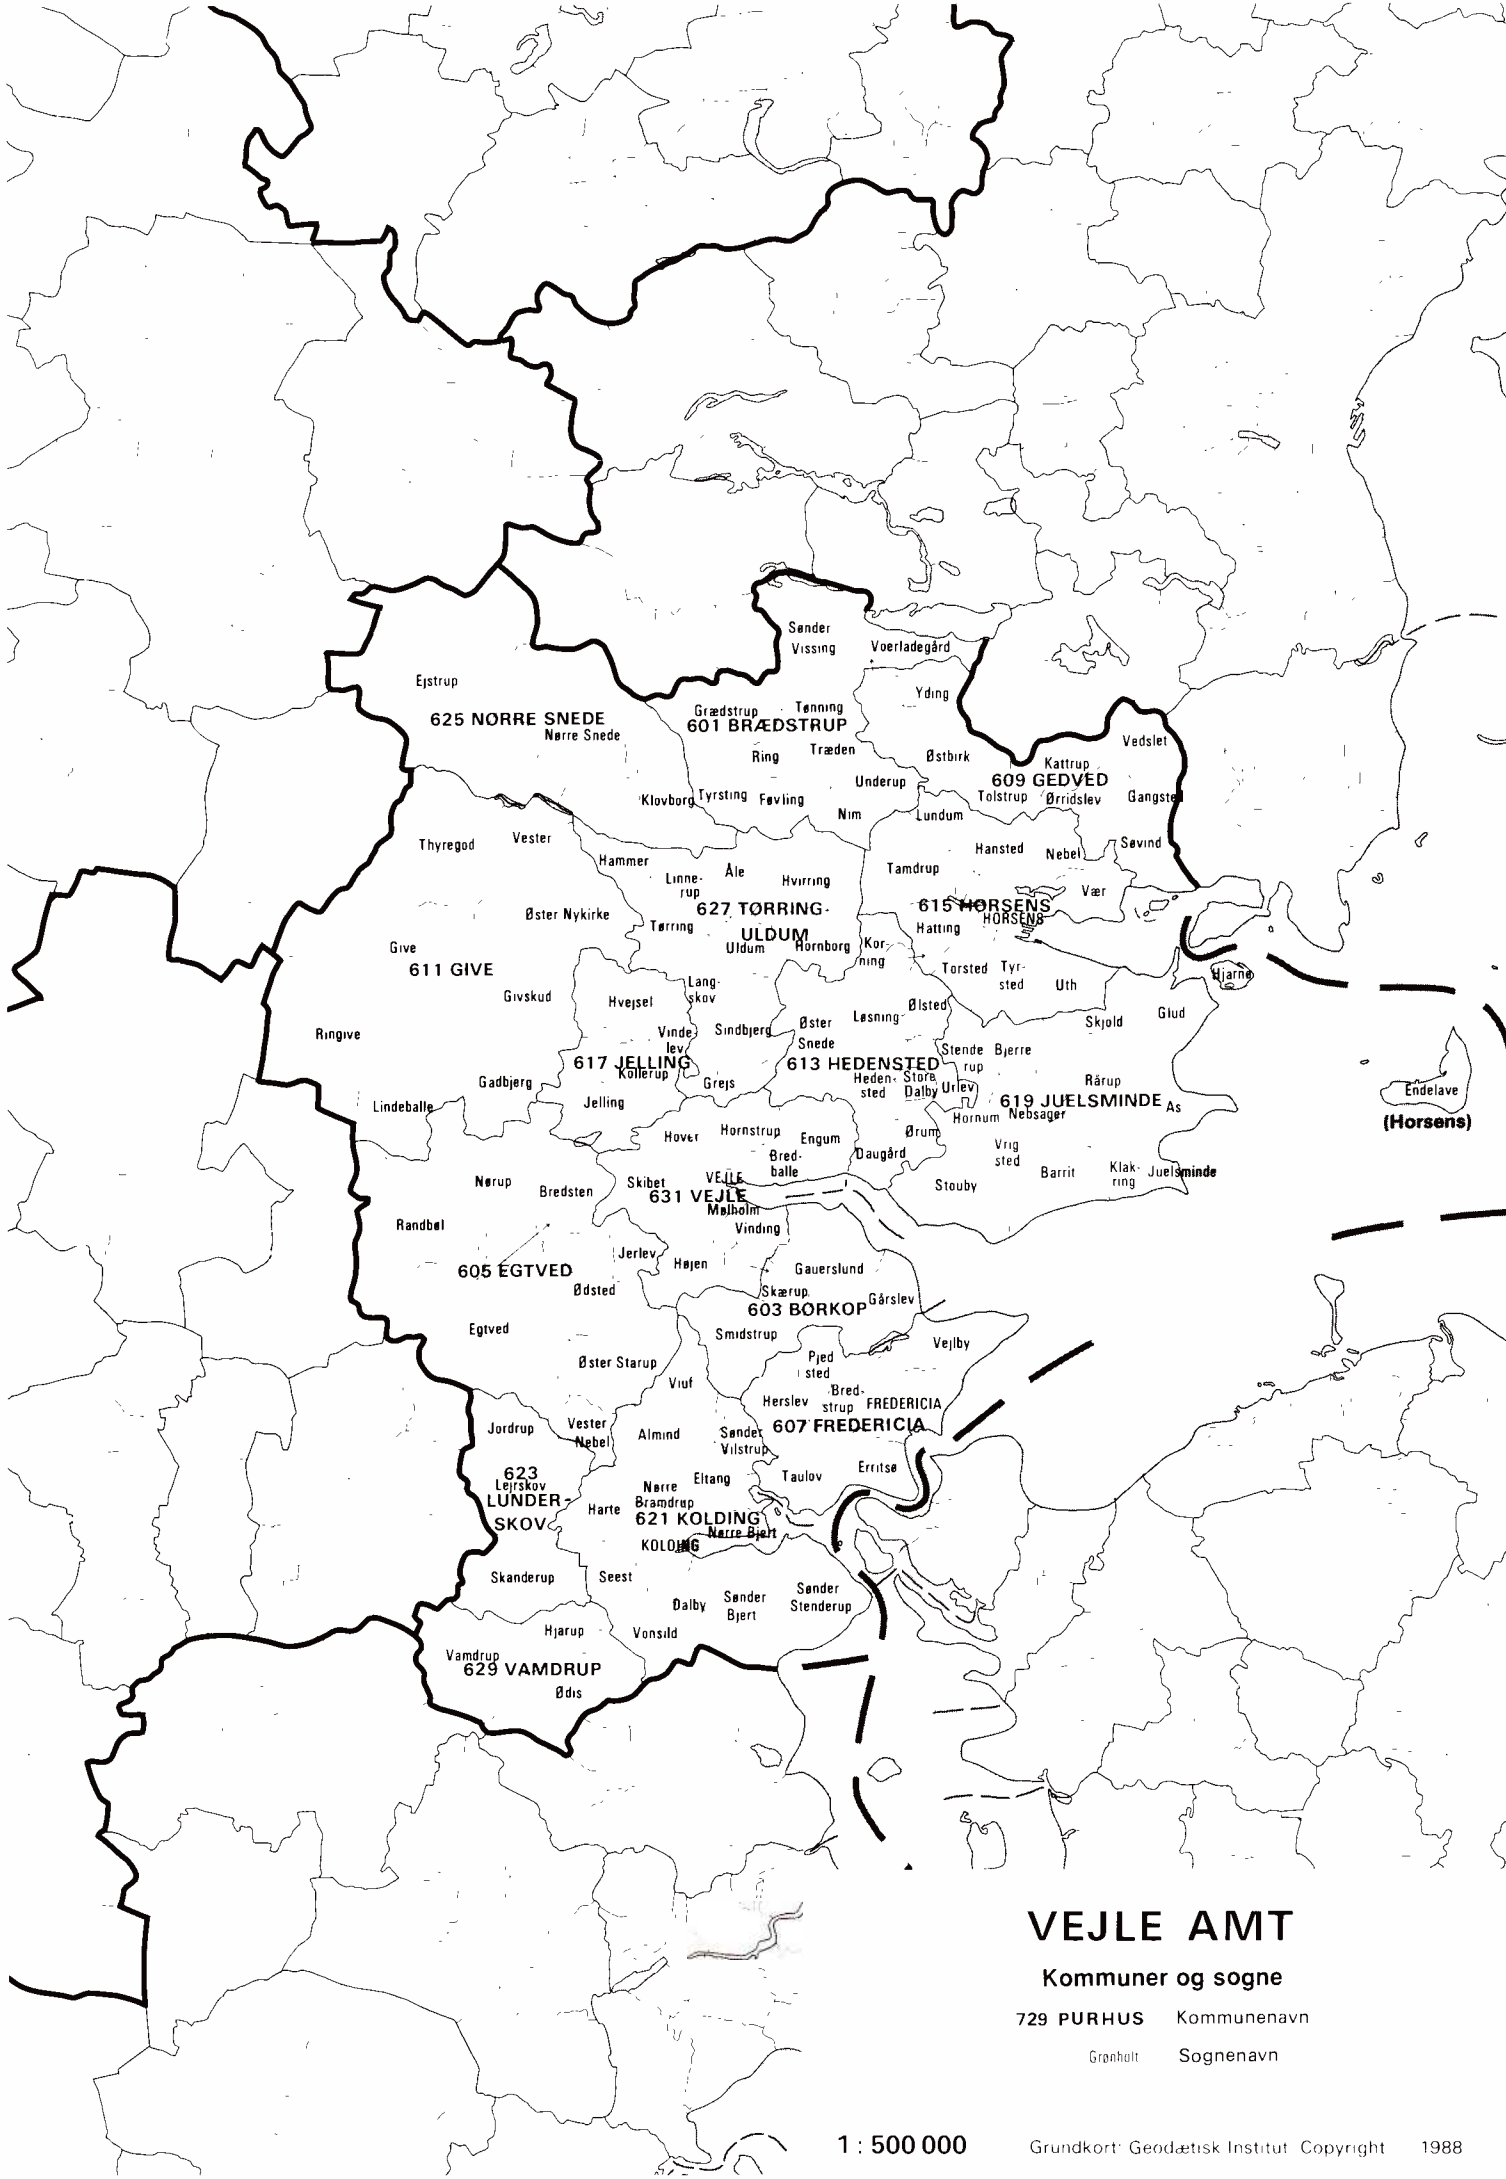 Sønder
Vissing
Voerladegård
Ejstrup
Yding
625 NØRRE SNEDE
Nørre Snede
Grædstrup
Tønning
601 BRÆDSTRUP
Ring
Træden
Østbirk
Vedslet
Kattrup
609 GEDVED
Underup
Tolstrup
Ørridslev
Klovborg
Tyrsting
Føvling
Nim
Lundum
Thyregod
Vester
Hammer
Linne-
rup
Åle
Hvirring
Tamdrup
Hansted
Nebel
Søvind
Vær
615 HORSENS
HORSENS
627 TØRRING-
ULDUM
Øster Nykirke
Tørring
Uldum
Hornborg
Kor-
ning
Hatting
Give
611 GIVE
Givskud
Hvejsel
Lang-
skov
Torsted
Tyr-
sted
Uth
Hjarnø
Ringive
Vinde-
lev
Sindbjerg
Øster
Snede
Løsning
Ølsted
Skjold
Glud
617 JELLING
Kollerup
Grejs
613 HEDENSTED
Heden-
sted
Store
Dalby
Urlev
Stende
rup
Bjerre
Rårup
619 JUELSMINDE
As
Endelave
(Horsens)
Gadbjerg
Lindeballe
Jelling
Hornum
Nebsager
Hover
Hornstrup
Engum
Ørum
Daugård
Bred-
balle
Vrig
sted
Barrit
Klak-
ring
Juelsminde
Nørup
Bredsten
Skibet
VEJLE
631 VEJLE
Mølholm
Vinding
Stouby
Randbøl
Jerlev
Højen
Gauerslund
605 EGTVED
Ødsted
Skærup
603 BØRKOP
Gårslev
Egtved
Smidstrup
Vejlby
Øster Starup
Viuf
Pjed
sted
Herslev
Bred-
strup
FREDERICIA
607 FREDERICIA
Jordrup
Vester
Nebel
Almind
Sønder
Vilstrup
623
Lejrskov
LUNDER-
SKOV
Harte
Nørre
Bramdrup
Eltang
Taulov
Erritsø
621 KOLDING
Nørre Bjert
KOLDING
Skanderup
Seest
Dalby
Sønder
Bjert
Sønder
Stenderup
Hjarup
Vonsild
Vamdrup
629 VAMDRUP
Ødis
VEJLE AMT
Kommuner og sogne
729 PURHUS Kommunenavn
Grønholt Sognenavn
1 : 500 000
Grundkort: Geodætisk Institut Copyright 1988